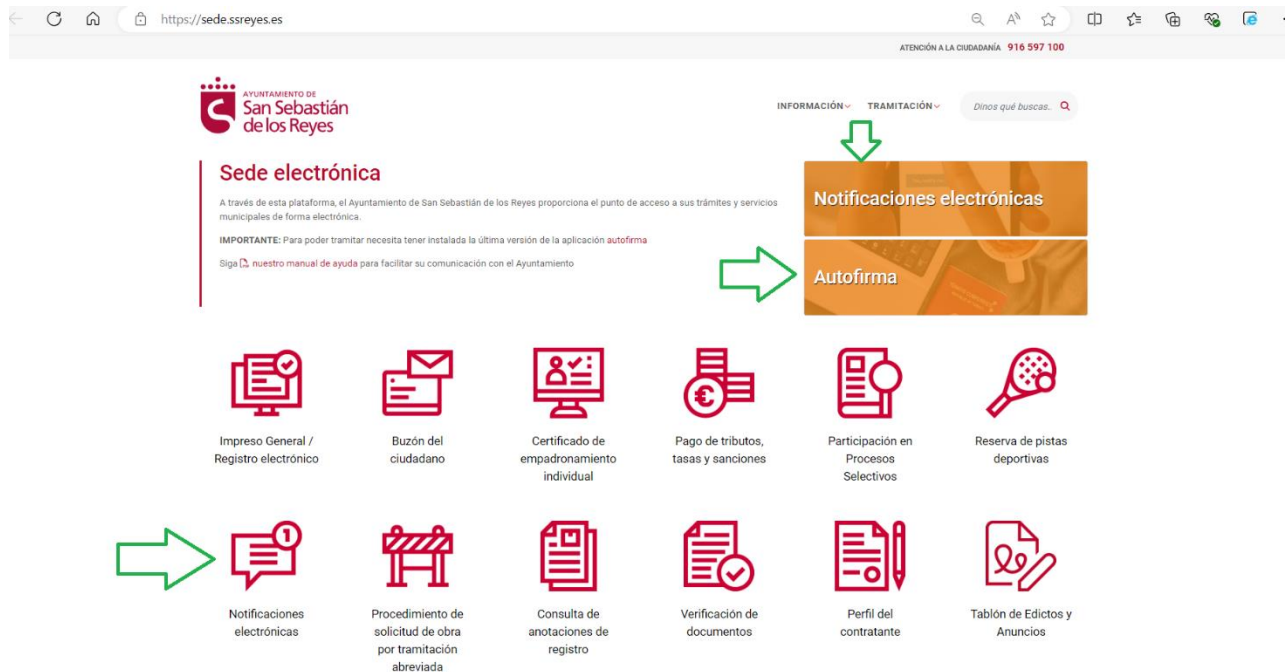 https://sede.ssreyes.es
ATENCIÓN A LA CIUDADANÍA 916 597 100
AYUNTAMIENTO DE
San Sebastián
de los Reyes
INFORMACIÓN TRAMITACIÓN Dinos qué buscas.
Sede electrónica
A través de esta plataforma, el Ayuntamiento de San Sebastián de los Reyes proporciona el punto de acceso a sus trámites y servicios
municipales de forma electrónica.
IMPORTANTE: Para poder tramitar necesita tener instalada la última versión de la aplicación autofirma
Siga nuestro manual de ayuda para facilitar su comunicación con el Ayuntamiento
Notificaciones electrónicas
Autofirma
Impreso General /
Registro electrónico
Buzón del
ciudadano
Certificado de
empadronamiento
individual
Pago de tributos,
tasas y sanciones
Participación en
Procesos
Selectivos
Reserva de pistas
deportivas
1
Notificaciones
electrónicas
Procedimiento de
solicitud de obra
por tramitación
abreviada
Consulta de
anotaciones de
registro
Verificación de
documentos
Perfil del
contratante
Tablón de Edictos y
Anuncios